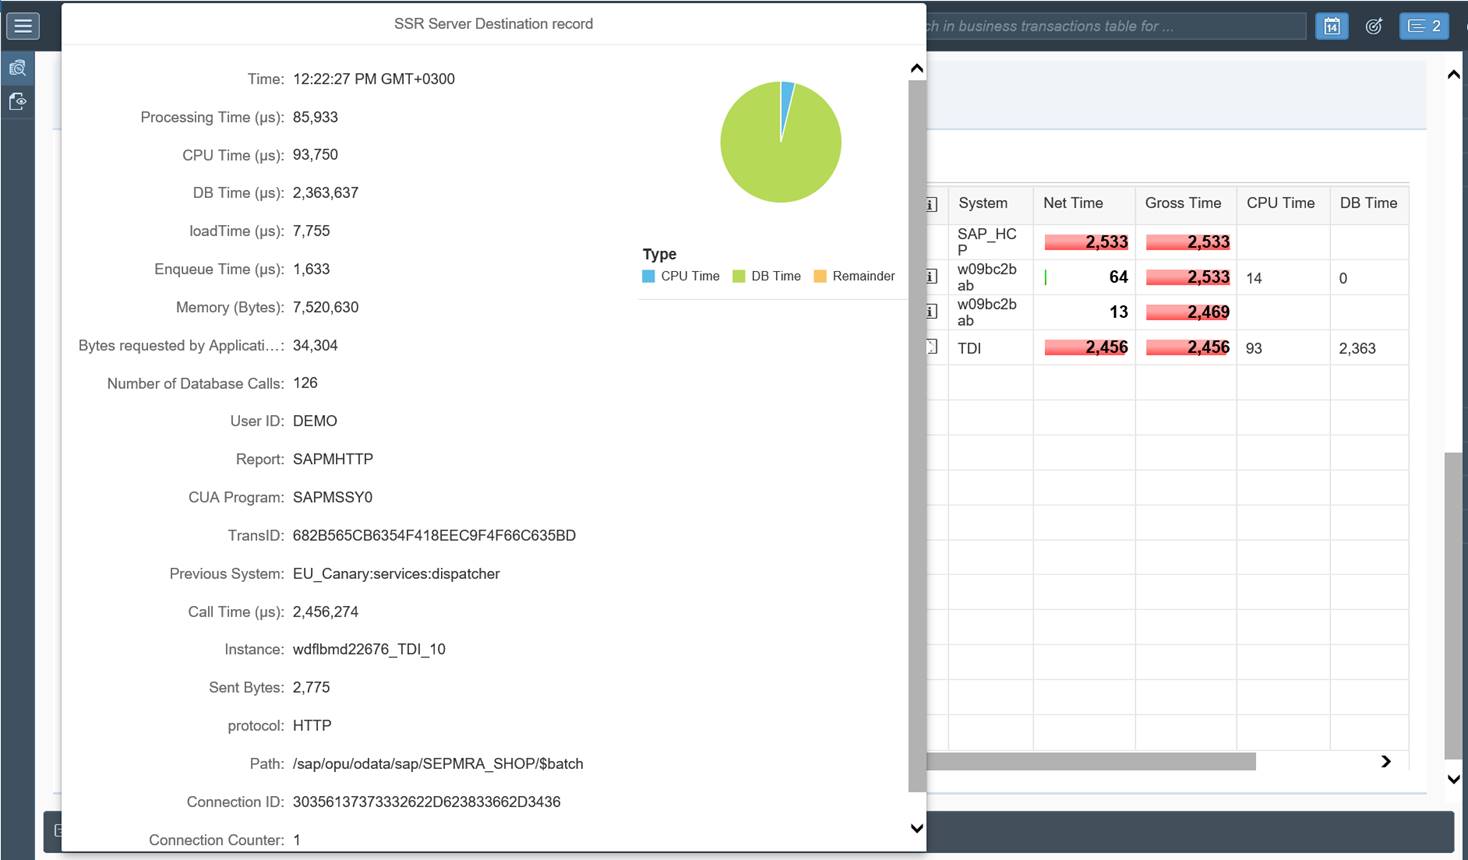 SSR Server Destination record
ch in business transactions table for ...
14
2
Time: 12:22:27 PM GMT+0300
Processing Time (µs): 85,933
CPU Time (µs): 93,750
DB Time (µs): 2,363,637
loadTime (µs): 7,755
Enqueue Time (µs): 1,633
Memory (Bytes): 7,520,630
Bytes requested by Applicati...: 34,304
Number of Database Calls: 126
User ID: DEMO
Report: SAPMHTTP
CUA Program: SAPMSSY0
TransID: 682B565CB6354F418EEC9F4F66C635BD
Previous System: EU_Canary:services:dispatcher
Call Time (µs): 2,456,274
Instance: wdflbmd22676_TDI_10
Sent Bytes: 2,775
protocol: HTTP
Path: /sap/opu/odata/sap/SEPMRA_SHOP/$batch
Connection ID: 30356137373332622D623833662D3436
Connection Counter: 1
Type
CPU Time DB Time Remainder
System Net Time Gross Time CPU Time DB Time
SAP_HC
P 2,533 2,533
w09bc2b
ab 64 2,533 14 0
w09bc2b
ab 13 2,469
TDI 2,456 2,456 93 2,363